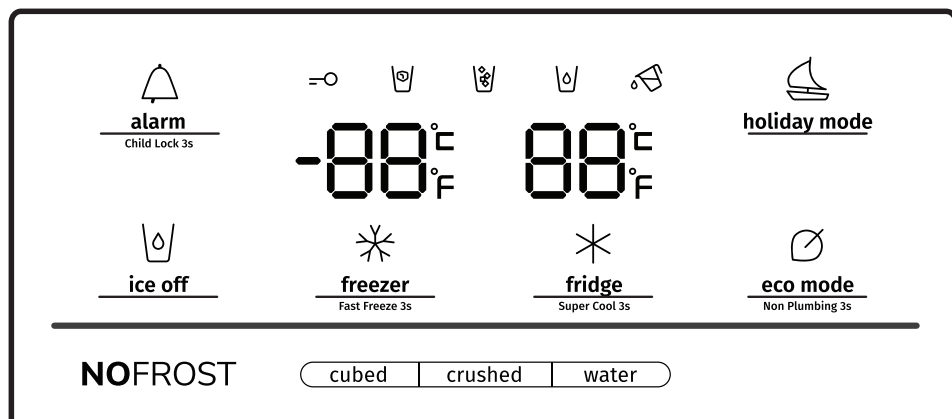 alarm
Child Lock 3s
-88 °C °F
88 °C °F
holiday mode
ice off
freezer
Fast Freeze 3s
fridge
Super Cool 3s
eco mode
Non Plumbing 3s
NOFROST
cubed
crushed
water